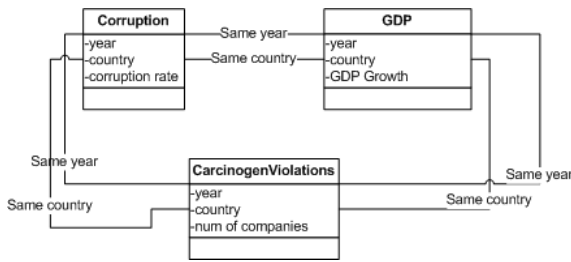 Corruption
-year
-country
-corruption rate
Same year
Same country
GDP
-year
-country
-GDP Growth
Same year
Same country
CarcinogenViolations
-year
-country
-num of companies
Same year
Same country